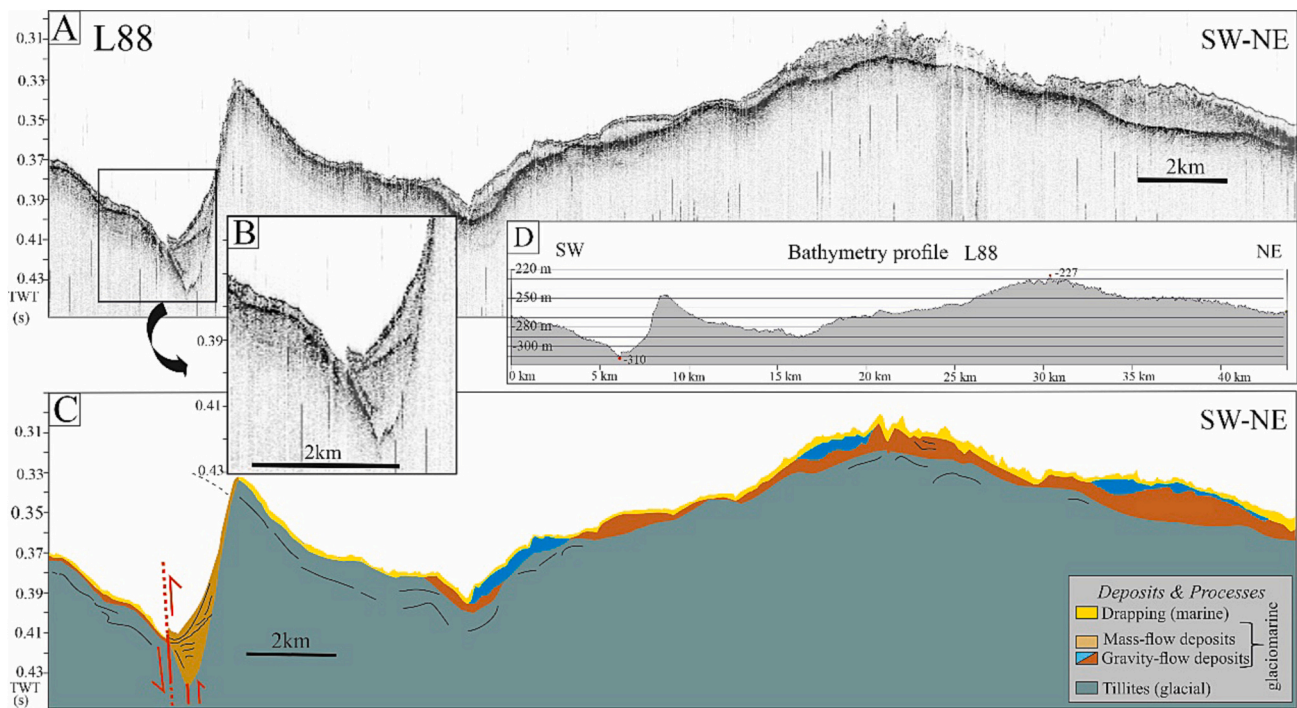 A
L88
SW-NE
0.31
0.33
0.35
0.37
0.39
0.41
0.43
TWT
(s)
2km
B
0.39
0.41
-0.43
2km
D
SW
Bathymetry profile L88
NE
-220 m
-250 m
-280 m
-300 m
-227
-310
0 km
5 km
10 km
15 km
20 km
25 km
30 km
35 km
40 km
C
SW-NE
0.31
0.33
0.35
0.37
0.39
0.41
0.43
TWT
(s)
2km
Deposits & Processes
Drapping (marine)
Mass-flow deposits
Gravity-flow deposits
glaciomarine
Tillites (glacial)